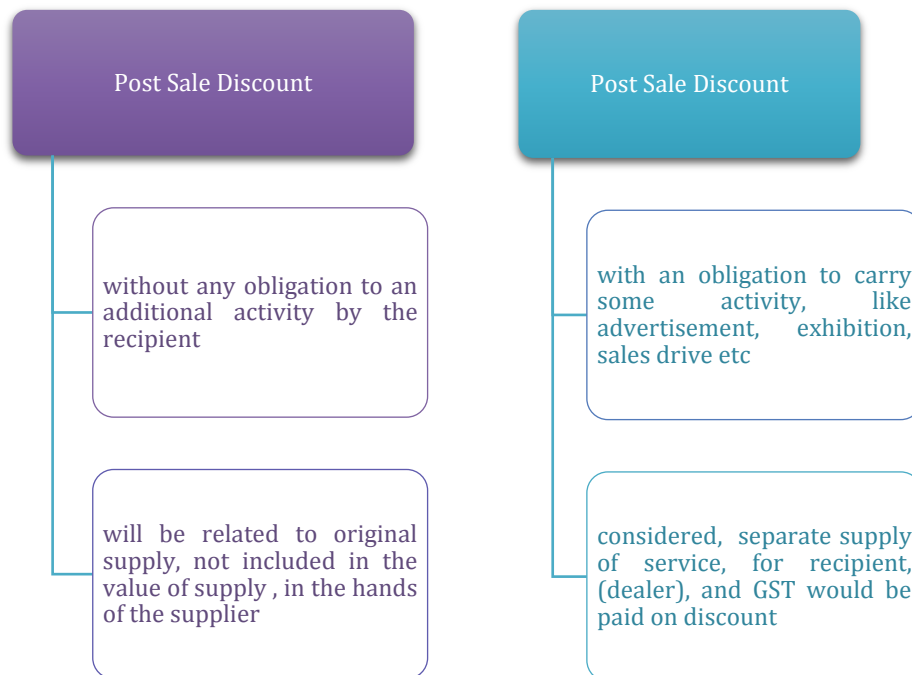 Post Sale Discount
without any obligation to an
additional activity by the
recipient
will be related to original
supply, not included in the
value of supply , in the hands
of the supplier
Post Sale Discount
with an obligation to carry
some activity, like
advertisement, exhibition,
sales drive etc
considered, separate supply
of service, for recipient,
(dealer), and GST would be
paid on discount